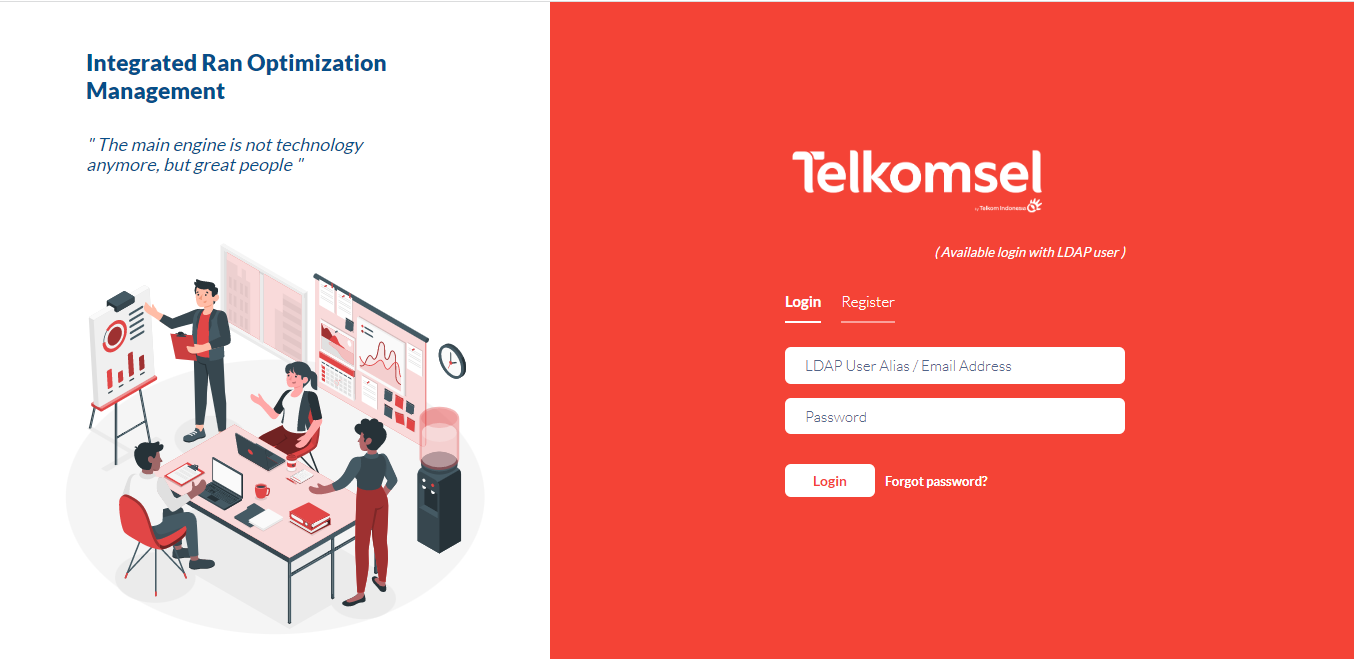 Integrated Ran Optimization
Management
" The main engine is not technology
anymore, but great people "
Telkomsel
by Telkom Indonesia
( Available login with LDAP user )
Login Register
LDAP User Alias / Email Address
Password
Login Forgot password?